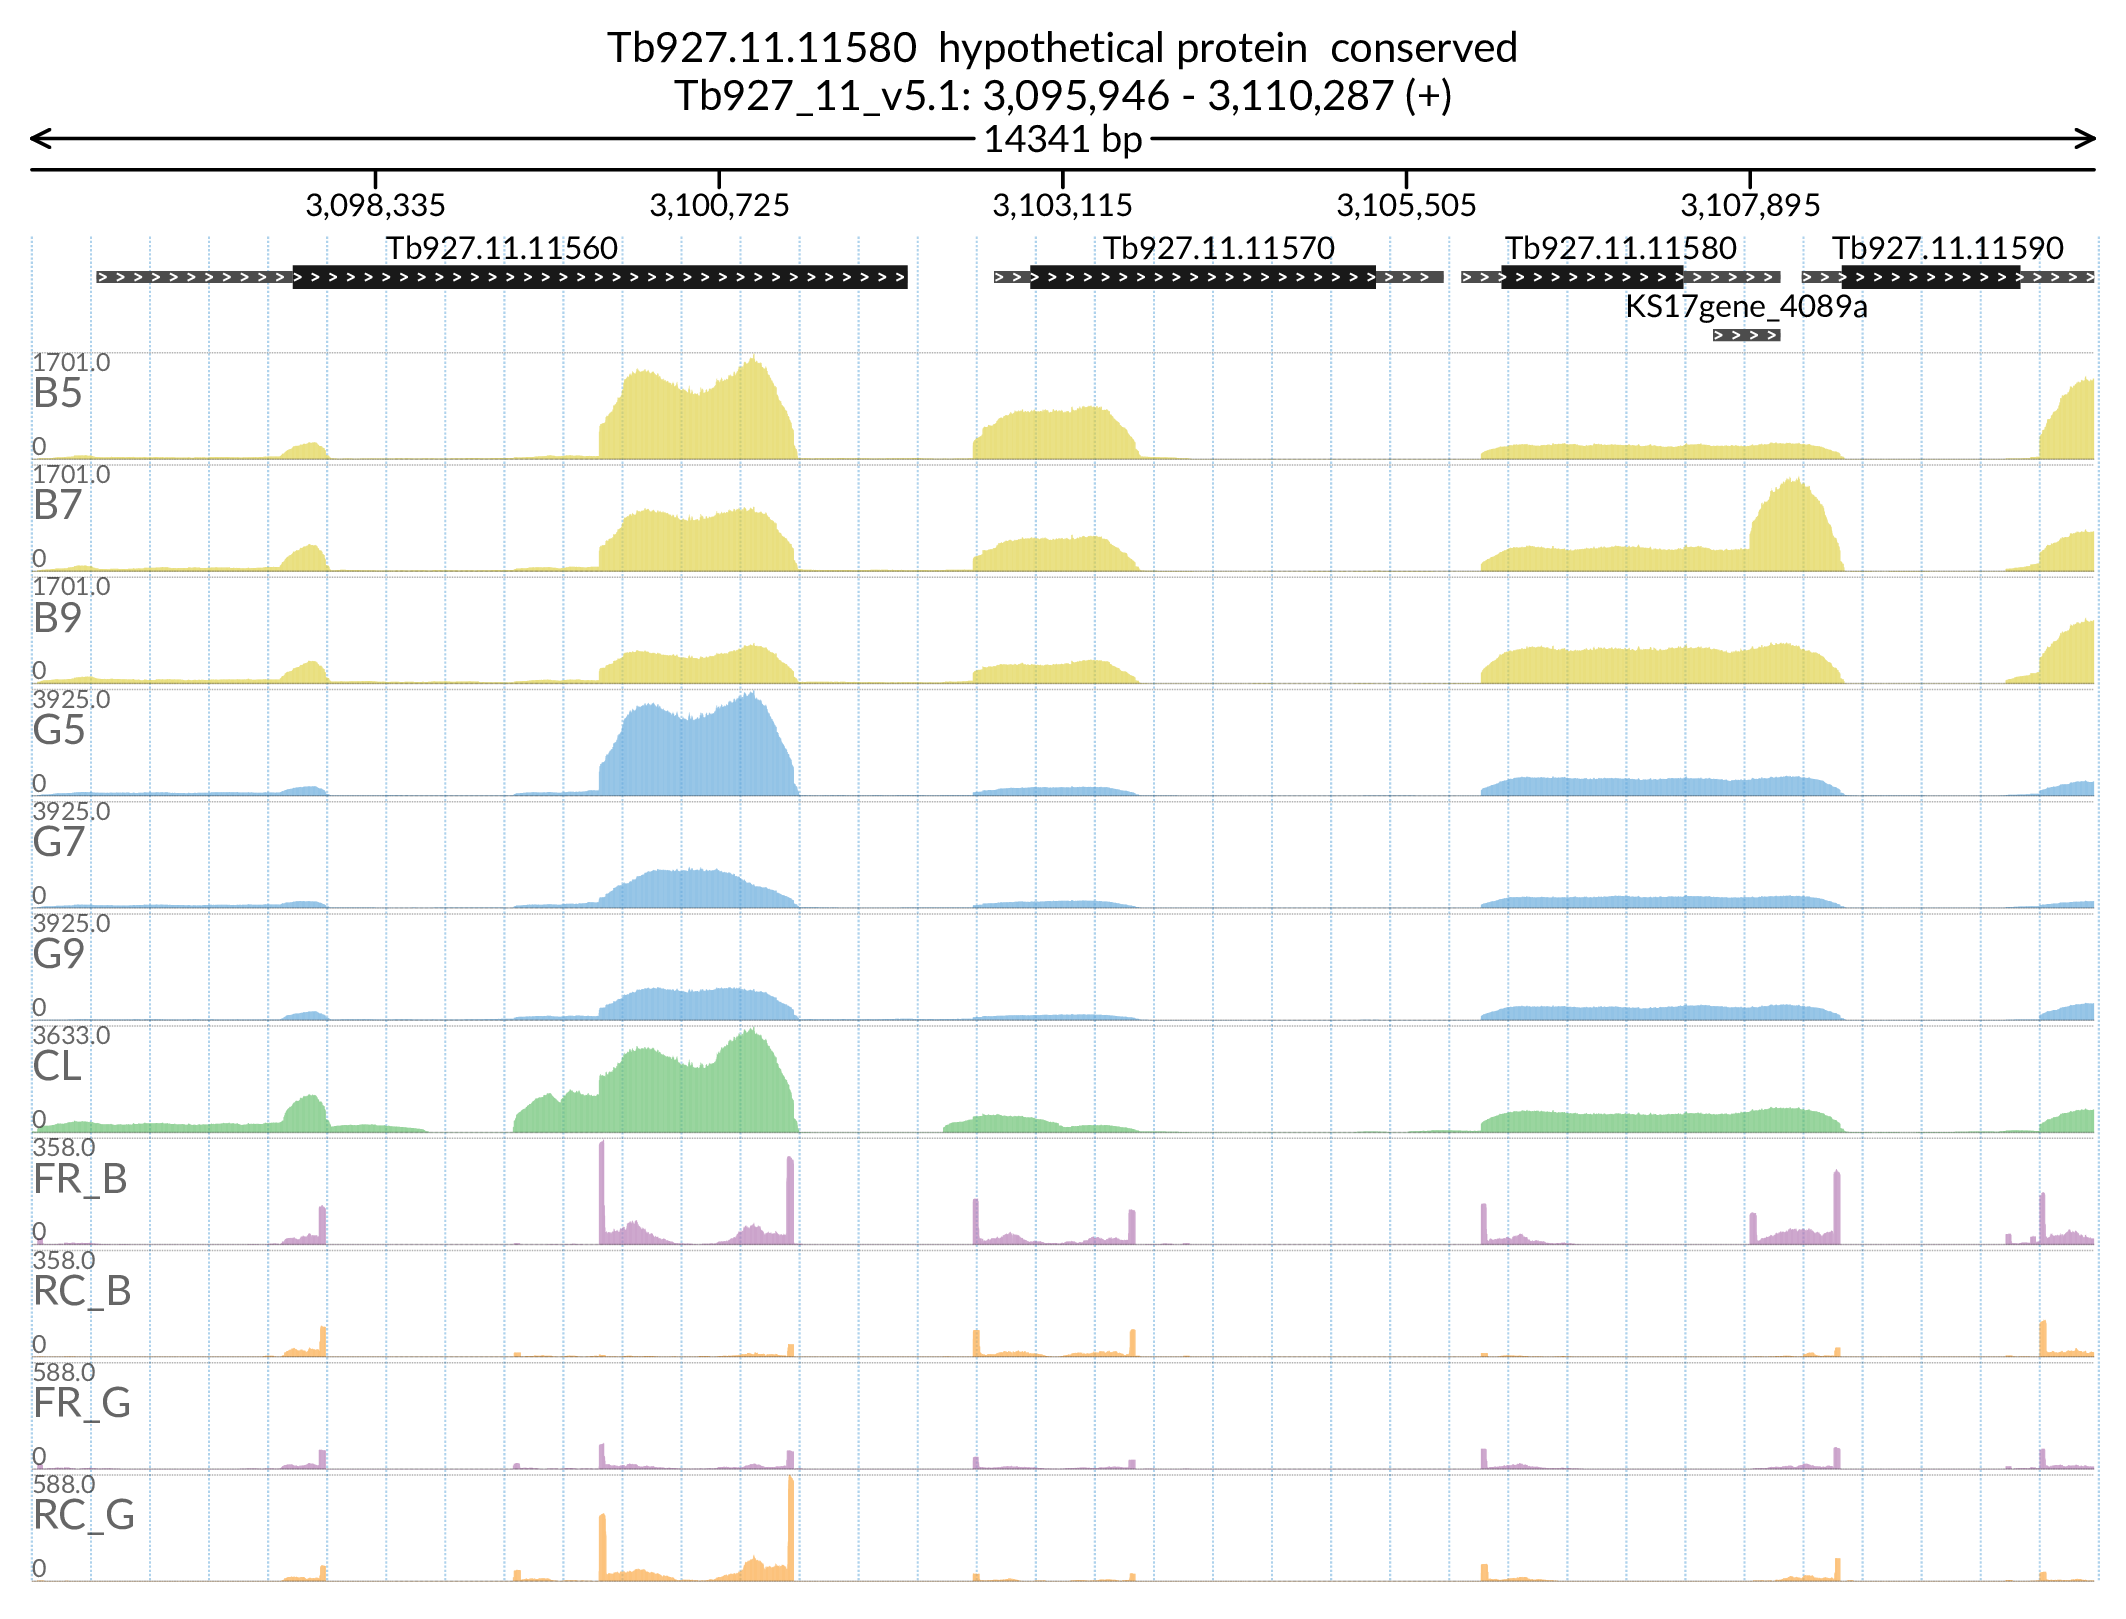 Tb927.11.11580  hypothetical protein  conserved
Tb927_11_v5.1: 3,095,946 - 3,110,287 (+)
14341 bp
3,098,335 3,100,725 3,103,115 3,105,505 3,107,895
Tb927.11.11560 Tb927.11.11570 Tb927.11.11580 Tb927.11.11590
KS17gene_4089a
1701.0
B5
0
1701.0
B7
0
1701.0
B9
0
3925.0
G5
0
3925.0
G7
0
3925.0
G9
0
3633.0
CL
0
358.0
FR_B
0
358.0
RC_B
0
588.0
FR_G
0
588.0
RC_G
0